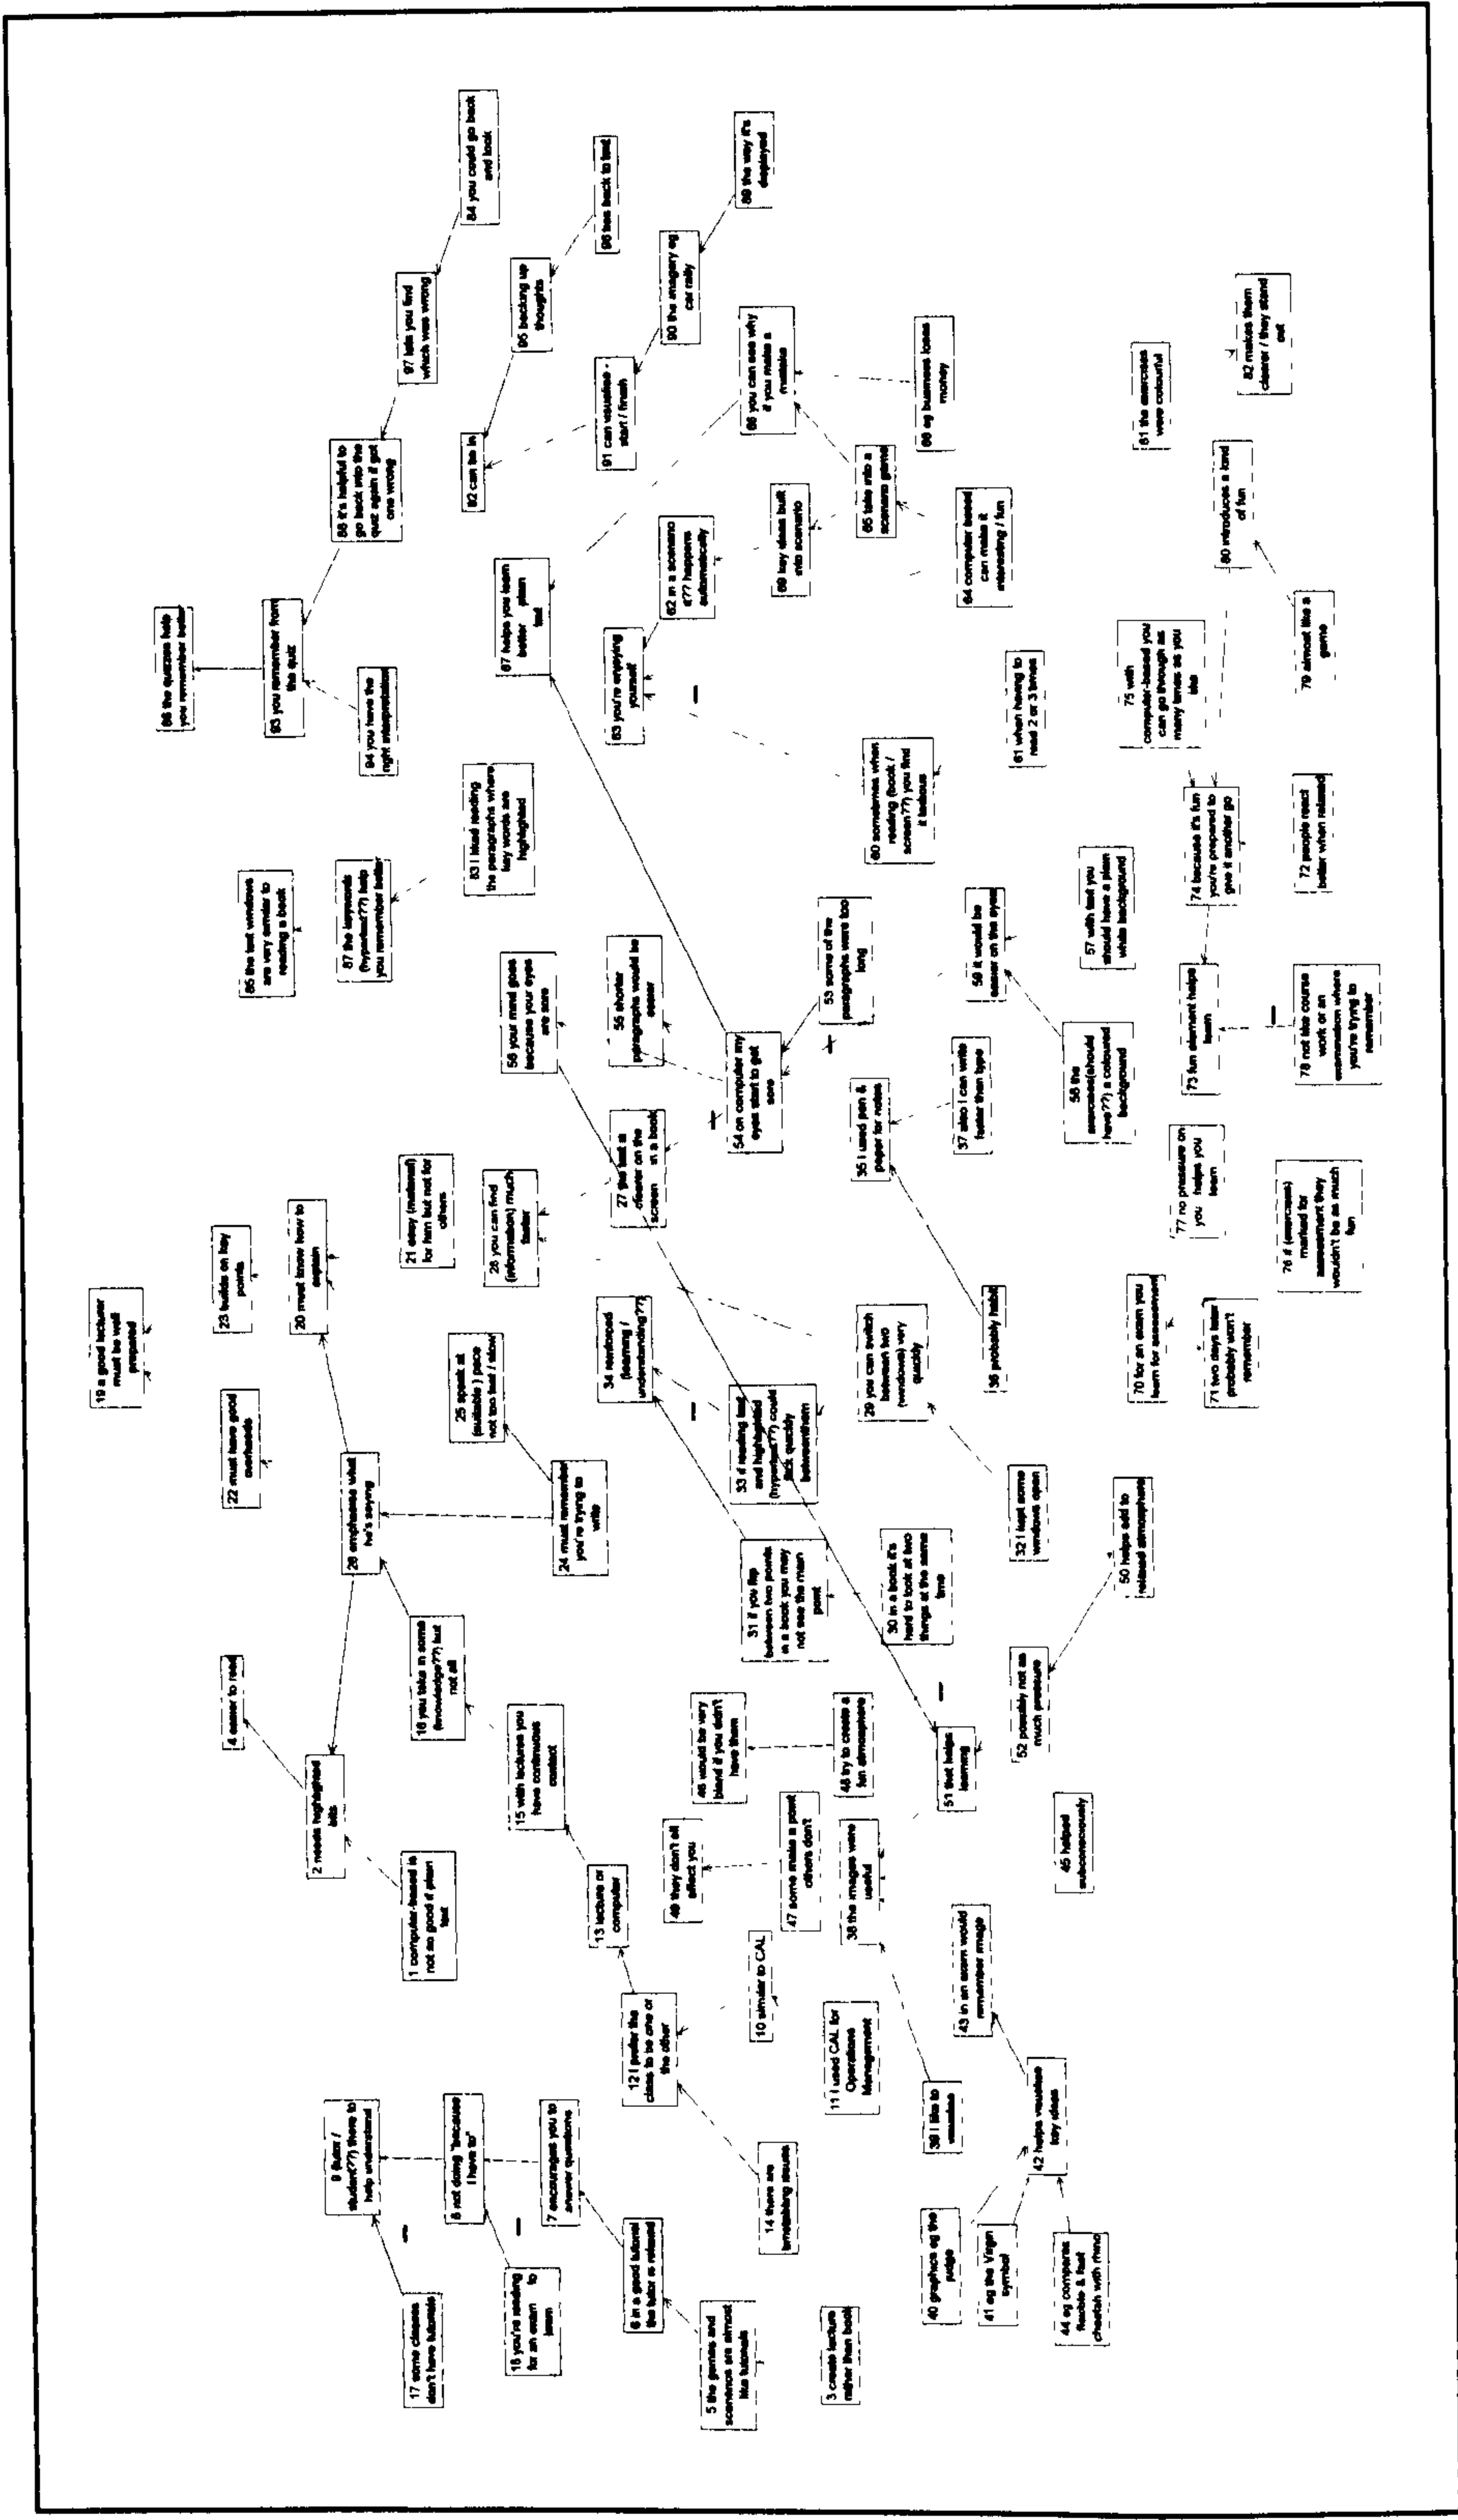 19 a good lecturer
must be well
prepared
86 the quizzes help
you remember better
4 easier to read
22 must have good
overheads
23 builds on key
points
85 the text windows
are very similar to
reading a book
93 you remember from
the quiz
2 needs highlighted
bits
20 must know how to
explain
9 (tutor /
student??) there to
help understand
26 emphasises what
he's saying
87 the keywords
(hypertext??) help
you remember better
94 you have the
right interpretation
88 it's helpful to
go back into the
quiz again if got
one wrong
17 some classes
don't have tutorials
1 computer-based is
not so good if plain
text
16 you take in some
(knowledge??) but
not all
21 easy (material)
for him but not for
others
97 lets you find
which was wrong
8 not doing "because
I have to"
25 speak at
(suitable) pace
not too fast / slow
83 I liked reading
the paragraphs where
key words are
highlighted
92 can tie in
84 you could go back
and look
18 you're reading
for an exam to
learn
7 encourages you to
answer questions
15 with lectures you
have continuous
contact
24 must remember
you're trying to
write
28 you can find
(information) much
faster
56 your mind goes
because your eyes
are sore
67 helps you learn
better plain
text
95 backing up
thoughts
6 in a good tutorial
the tutor is relaxed
12 I prefer the
class to be one or
the other
13 lecture or
computer
34 reinforced
(learning /
understanding??)
27 the text is
clearer on the
screen in a book
55 shorter
paragraphs would be
easier
63 you're enjoying
yourself
91 can visualise -
start / finish
96 ties back to text
5 the games and
scenarios are almost
like tutorials
49 they don't all
affect you
46 would be very
bland if you didn't
have them
62 in a scenario
it?? happens
automatically
90 the imagery eg
car rally
14 there are
timetabling issues
10 similar to CAL
47 some make a point
others don't
31 if you flip
between two points
in a book you may
not see the main
point
33 if reading text
and highlighted
(hypertext??) could
flick quickly
between them
54 on computer my
eyes start to get
sore
69 key ideas built
into scenario
66 you can see why
if you make a
mistake
89 the way it's
displayed
3 create lecture
rather than book
11 I used CAL for
Operations
Management
38 the images were
useful
48 try to create a
fun atmosphere
30 in a book it's
hard to look at two
things at the same
time
29 you can switch
between two
(windows) very
quickly
35 I used pen &
paper for notes
53 some of the
paragraphs were too
long
60 sometimes when
reading (book /
screen??) you find
it tedious
65 take into a
scenario game
68 eg business loses
money
40 graphics eg the
judge
39 I like to
visualise
43 in an exam would
remember image
51 that helps
learning
36 probably habit
37 also I can write
faster than type
59 it would be
easier on the eyes
64 computer based
can make it
interesting / fun
41 eg the Virgin
symbol
42 helps visualise
key ideas
52 possibly not as
much pressure
32 I kept some
windows open
61 when having to
read 2 or 3 times
44 eg compares
flexible & fast
cheetah with rhino
45 helped
subconsciously
50 helps add to
relaxed atmosphere
58 the
exercises(should
have??) a coloured
background
57 with text you
should have a plain
white background
75 with
computer-based you
can go through as
many times as you
like
81 the exercises
were colourful
70 for an exam you
learn for assessment
77 no pressure on
you helps you
learn
73 fun element helps
learn
74 because it's fun
you're prepared to
give it another go
80 introduces a kind
of fun
71 two days later
probably won't
remember
82 makes them
clearer / they stand
out
76 if (exercises)
marked for
assessment they
wouldn't be as much
fun
78 not like course
work or an
examination where
you're trying to
remember
72 people react
better when relaxed
79 almost like a
game